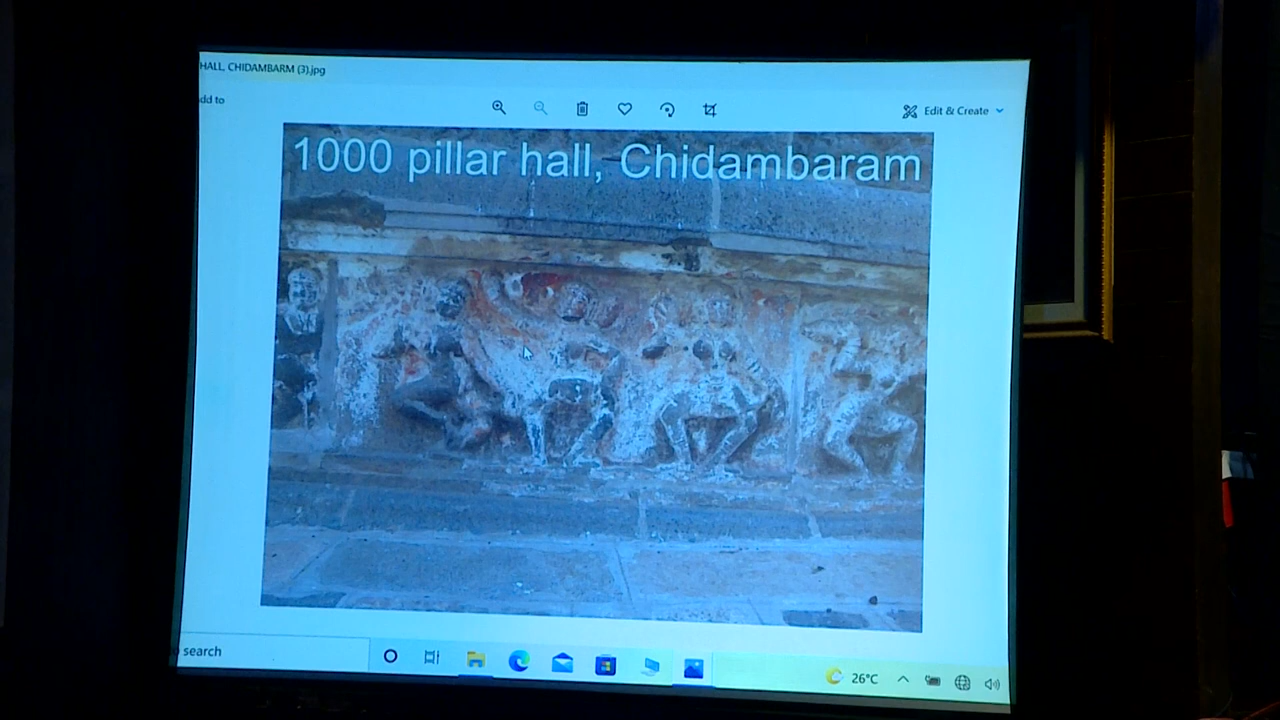 HALL, CHIDAMBARM (3).jpg
dd to
Edit & Create
1000 pillar hall, Chidambaram
search
26°C